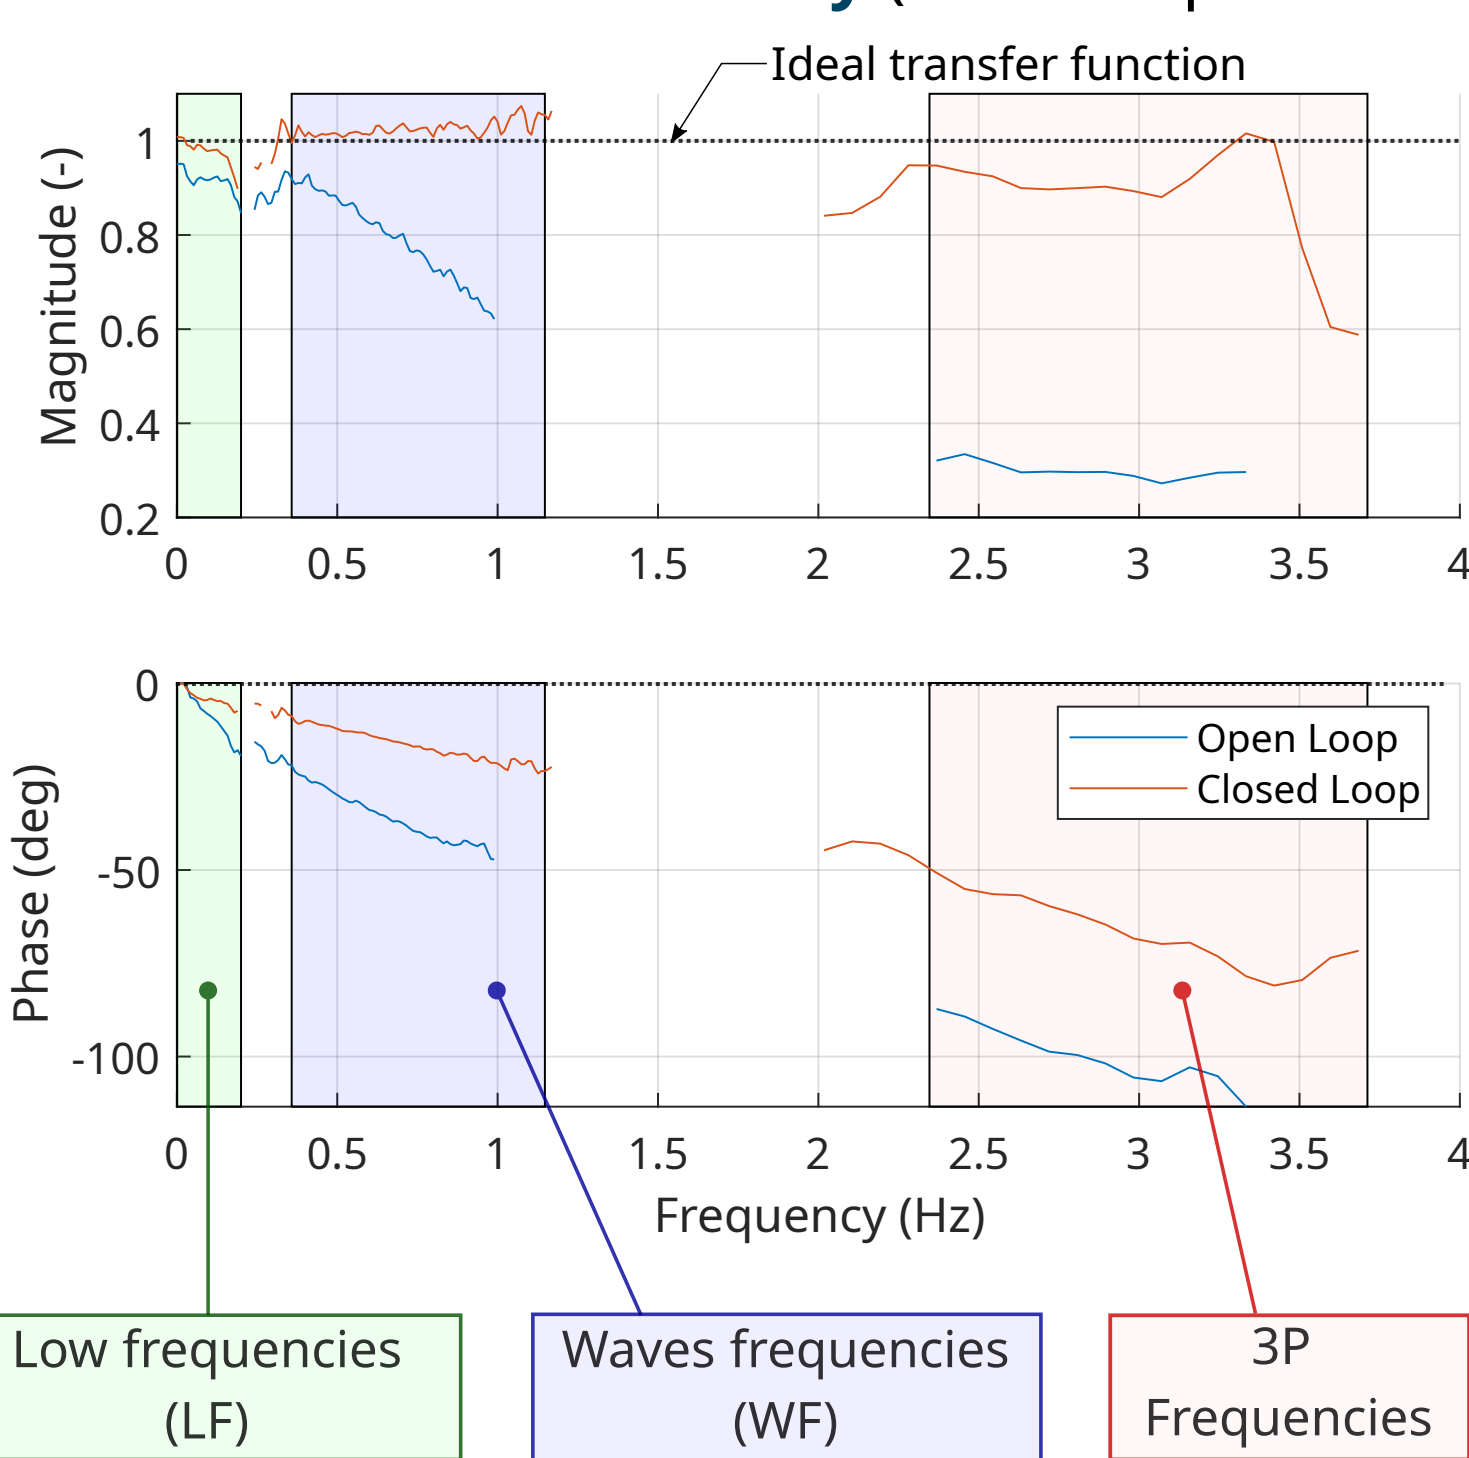 Ideal transfer function
Magnitude (-)
1
0.8
0.6
0.4
0.2
0 0.5 1 1.5 2 2.5 3 3.5 4
Phase (deg)
0
-50
-100
Open Loop
Closed Loop
0 0.5 1 1.5 2 2.5 3 3.5 4
Frequency (Hz)
Low frequencies
(LF)
Waves frequencies
(WF)
3P
Frequencies